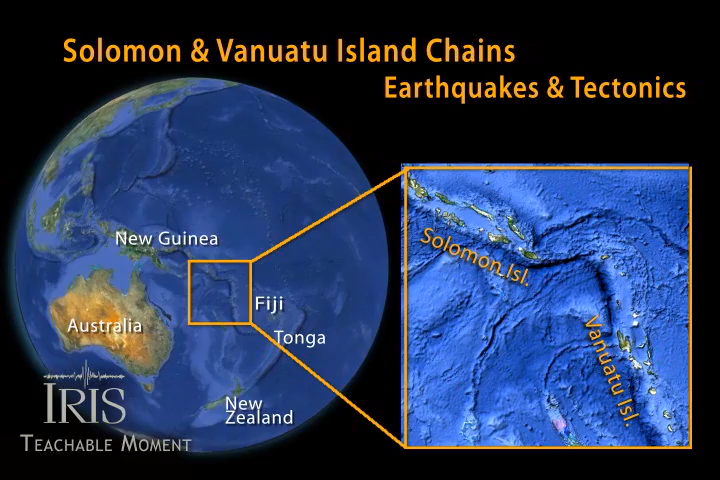 Solomon & Vanuatu Island Chains
Earthquakes & Tectonics
New Guinea
Solomon Isl.
Fiji
Australia
Tonga
Vanuatu Isl.
New
Zealand
IRIS
TEACHABLE MOMENT